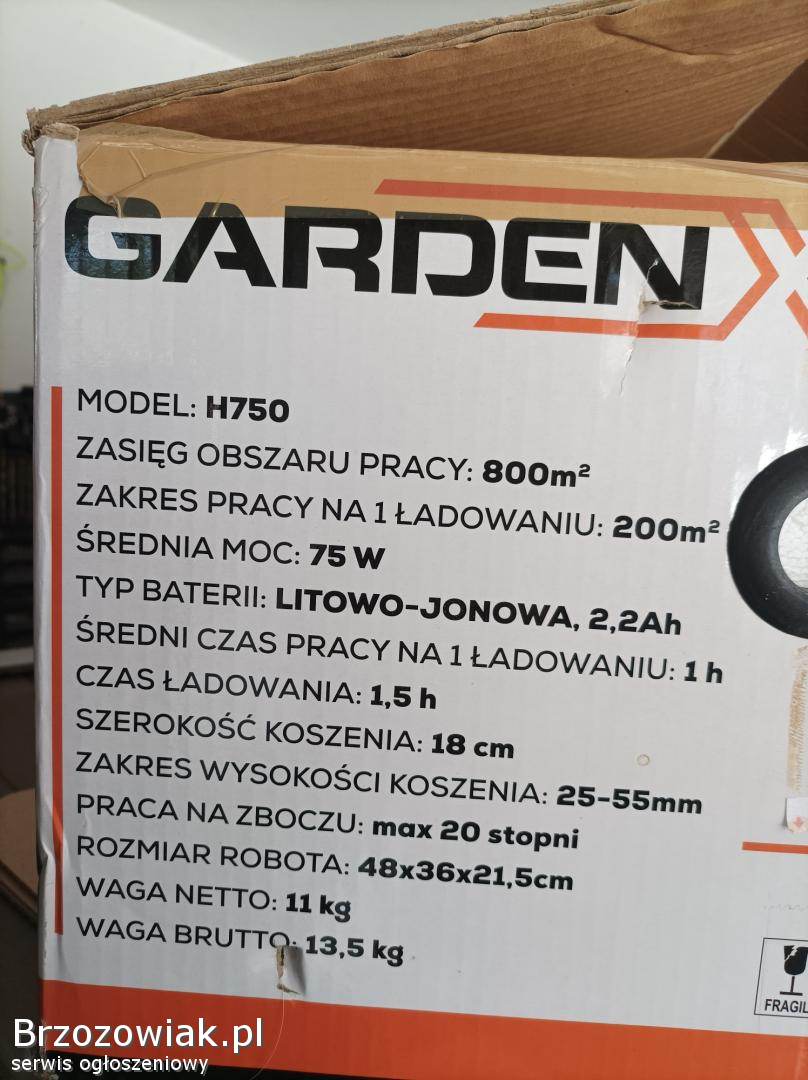 GARDENX
MODEL: H750
ZASIĘG OBSZARU PRACY: 800m²
ZAKRES PRACY NA 1 ŁADOWANIU: 200m²
ŚREDNIA MOC: 75 W
TYP BATERII: LITOWO-JONOWA, 2,2Ah
ŚREDNI CZAS PRACY NA 1 ŁADOWANIU: 1 h
CZAS ŁADOWANIA: 1,5 h
SZEROKOŚĆ KOSZENIA: 18 cm
ZAKRES WYSOKOŚCI KOSZENIA: 25-55mm
PRACA NA ZBOCZU: max 20 stopni
ROZMIAR ROBOTA: 48x36x21,5cm
WAGA NETTO: 11 kg
WAGA BRUTTO: 13,5 kg
FRAGIL
Brzozowiak.pl
serwis ogłoszeniowy